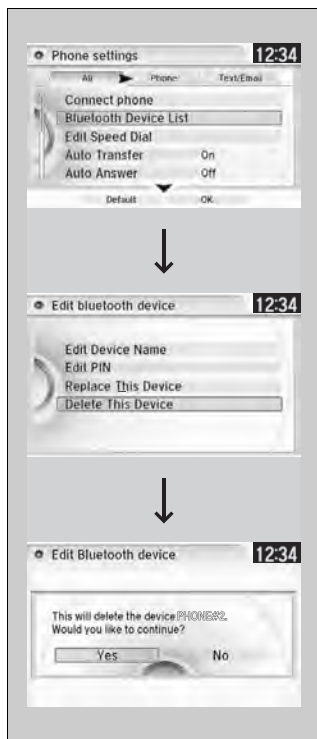 Phone settings 12:34
All Phone Text/Email
Connect phone
Bluetooth Device List
Edit Speed Dial
Auto Transfer On
Auto Answer Off
Default OK
Edit bluetooth device 12:34
Edit Device Name
Edit PIN
Replace This Device
Delete This Device
Edit Bluetooth device 12:34
This will delete the device PHONE#2.
Would you like to continue?
Yes No